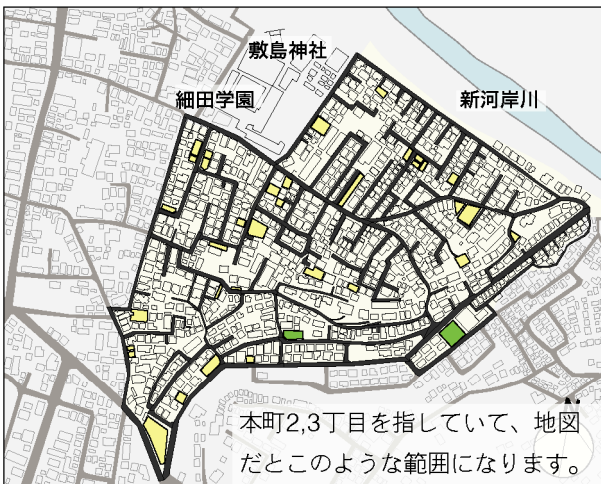 敷島神社
細田学園
新河岸川
本町2,3丁目を指していて、地図
だとこのような範囲になります。